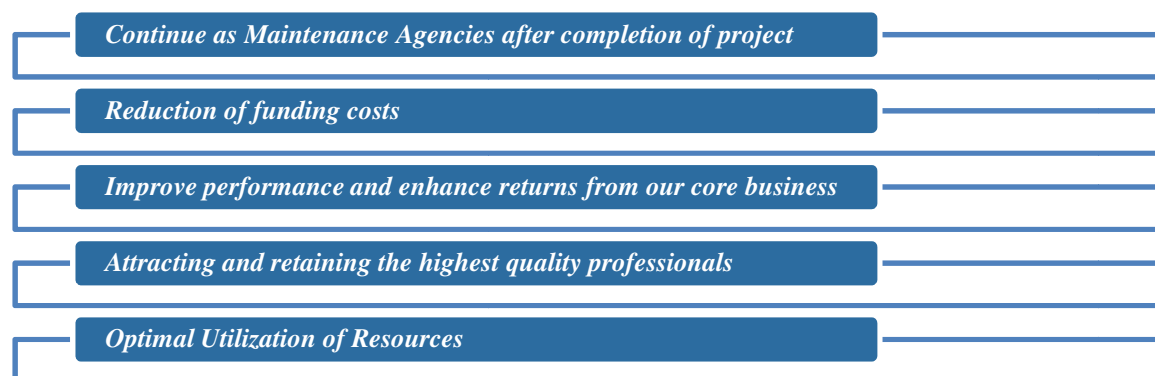 Continue as Maintenance Agencies after completion of project
Reduction of funding costs
Improve performance and enhance returns from our core business
Attracting and retaining the highest quality professionals
Optimal Utilization of Resources